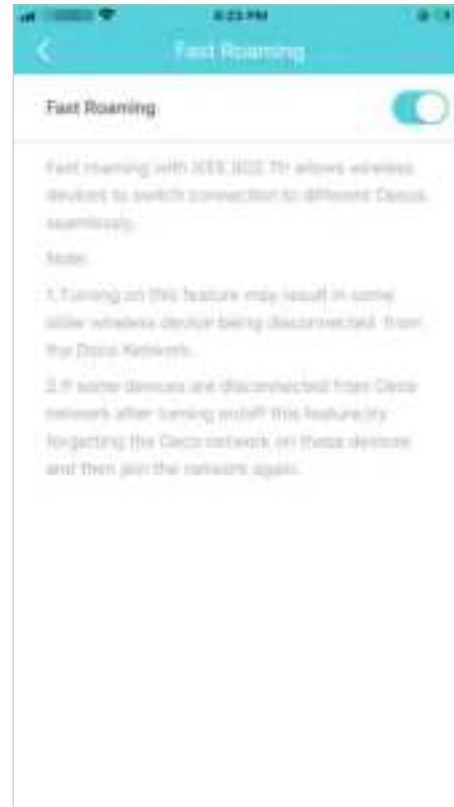 4:23 PM
Fast Roaming
Fast Roaming
Fast roaming with IEEE 802.11r allows wireless
devices to switch connection to different Decos
seamlessly.
Note:
1.Turning on this feature may result in some
older wireless device being disconnected from
the Deco Network.
2.If some devices are disconnected from Deco
network after turning on/off this feature,try
forgetting the Deco network on these devices
and then join the network again.